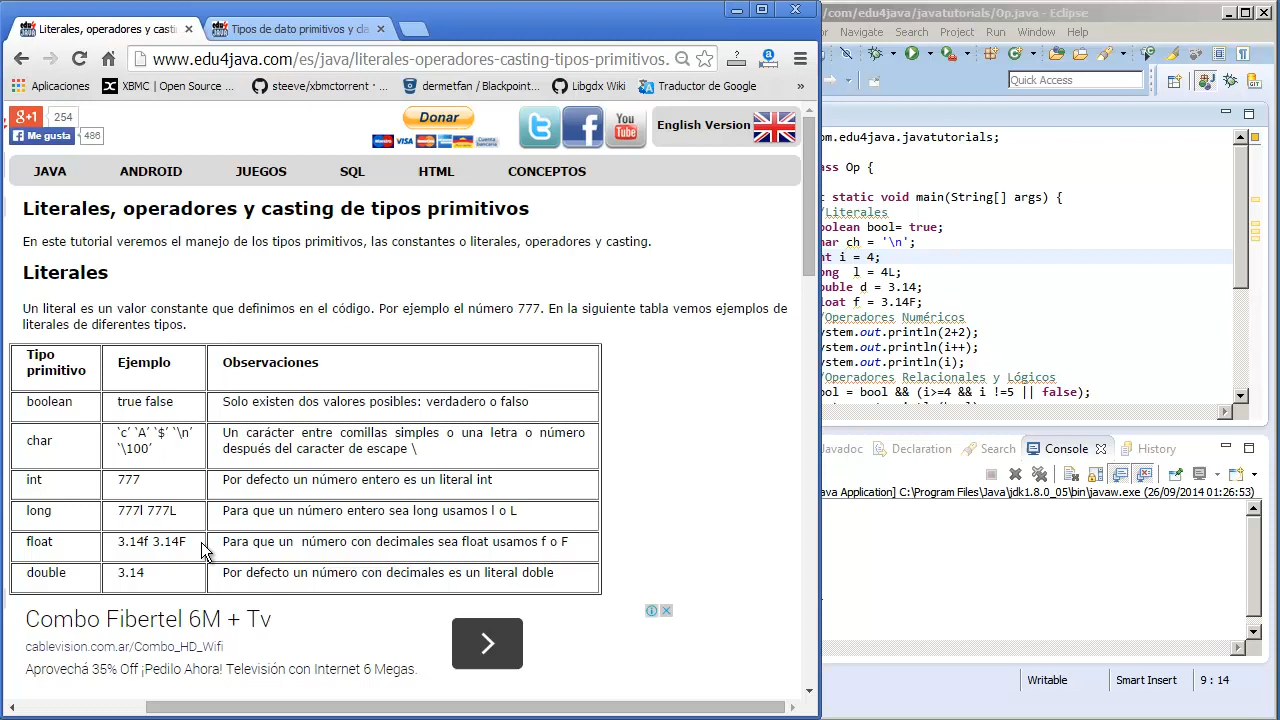 Literales, operadores y casti
Tipos de dato primitivos y cla
www.edu4java.com/es/java/literales-operadores-casting-tipos-primitivos.
Aplicaciones
XBMC | Open Source ...
steeve/xbmctorrent ...
dermetfan / Blackpoint...
Libgdx Wiki
Traductor de Google
»
g+1 254
Me gusta 486
Donar
VISA
You Tube
English Version
JAVA ANDROID JUEGOS SQL HTML CONCEPTOS
Literales, operadores y casting de tipos primitivos
En este tutorial veremos el manejo de los tipos primitivos, las constantes o literales, operadores y casting.
Literales
Un literal es un valor constante que definimos en el código. Por ejemplo el número 777. En la siguiente tabla vemos ejemplos de
literales de diferentes tipos.
Tipo primitivo Ejemplo Observaciones
boolean true false Solo existen dos valores posibles: verdadero o falso
char ‘c’ ‘A’ ‘$’ ‘\n’ ‘\100’ Un carácter entre comillas simples o una letra o número después del caracter de escape \
int 777 Por defecto un número entero es un literal int
long 777l 777L Para que un número entero sea long usamos l o L
float 3.14f 3.14F Para que un número con decimales sea float usamos f o F
double 3.14 Por defecto un número con decimales es un literal doble
Combo Fibertel 6M + Tv
cablevision.com.ar/Combo_HD_Wifi
Aprovechá 35% Off ¡Pedilo Ahora! Televisión con Internet 6 Megas.
/com/edu4java/javatutorials/Op.java - Eclipse
Navigate Search Project Run Window Help
Quick Access
om.edu4java.javatutorials;
ass Op {
t static void main(String[] args) {
/Literales
oolean bool= true;
har ch = '\n';
nt i = 4;
ong l = 4L;
ouble d = 3.14;
loat f = 3.14F;
/Operadores Numéricos
ystem.out.println(2+2);
ystem.out.println(i++);
ystem.out.println(i);
/Operadores Relacionales y Lógicos
ool = bool && (i>=4 && i !=5 || false);
Javadoc Declaration Search Console History
ava Application] C:\Program Files\Java\jdk1.8.0_05\bin\javaw.exe (26/09/2014 01:26:53)
Writable Smart Insert 9 : 14